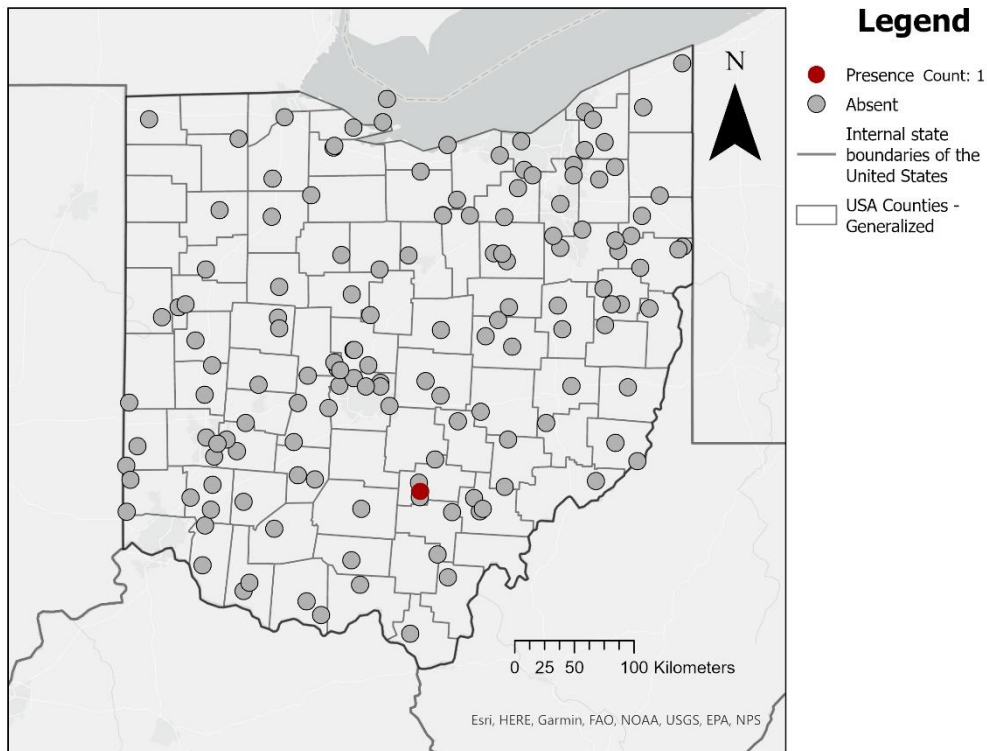 Legend
N
Presence Count: 1
Absent
Internal state
boundaries of the
United States
USA Counties -
Generalized
0 25 50 100 Kilometers
Esri, HERE, Garmin, FAO, NOAA, USGS, EPA, NPS